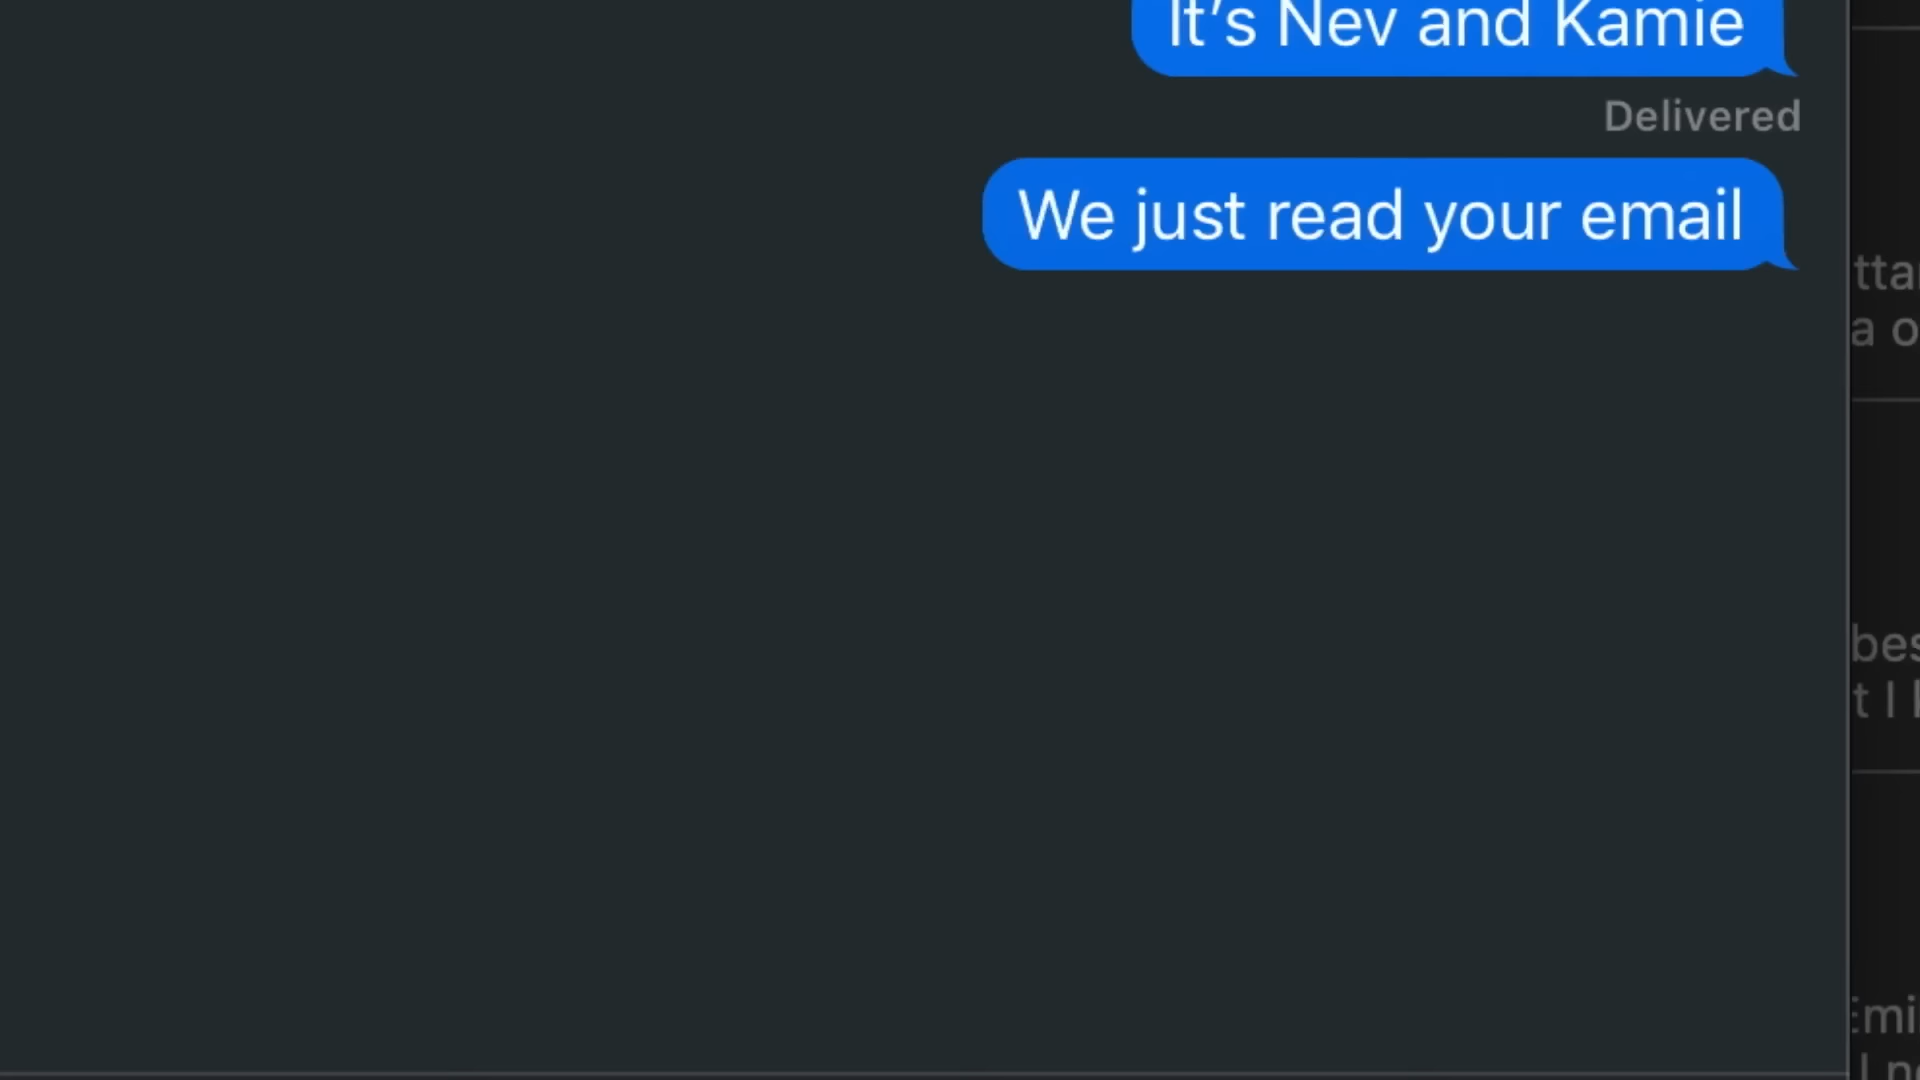 It’s Nev and Kamie
Delivered
We just read your email
a o
t I